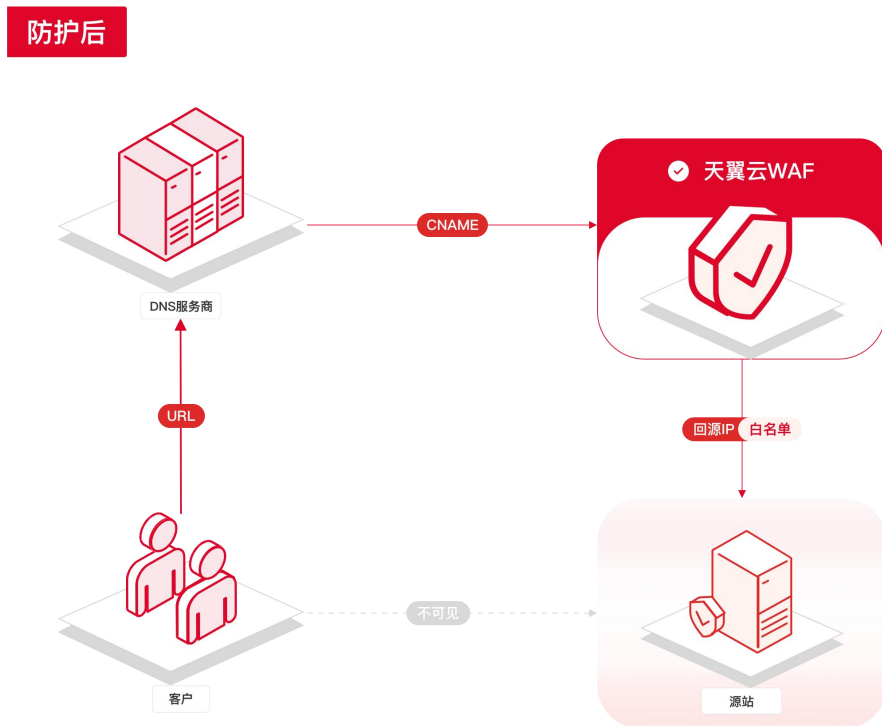 防护后
天翼云WAF
CNAME
DNS服务商
URL
回源IP 白名单
不可见
客户
源站